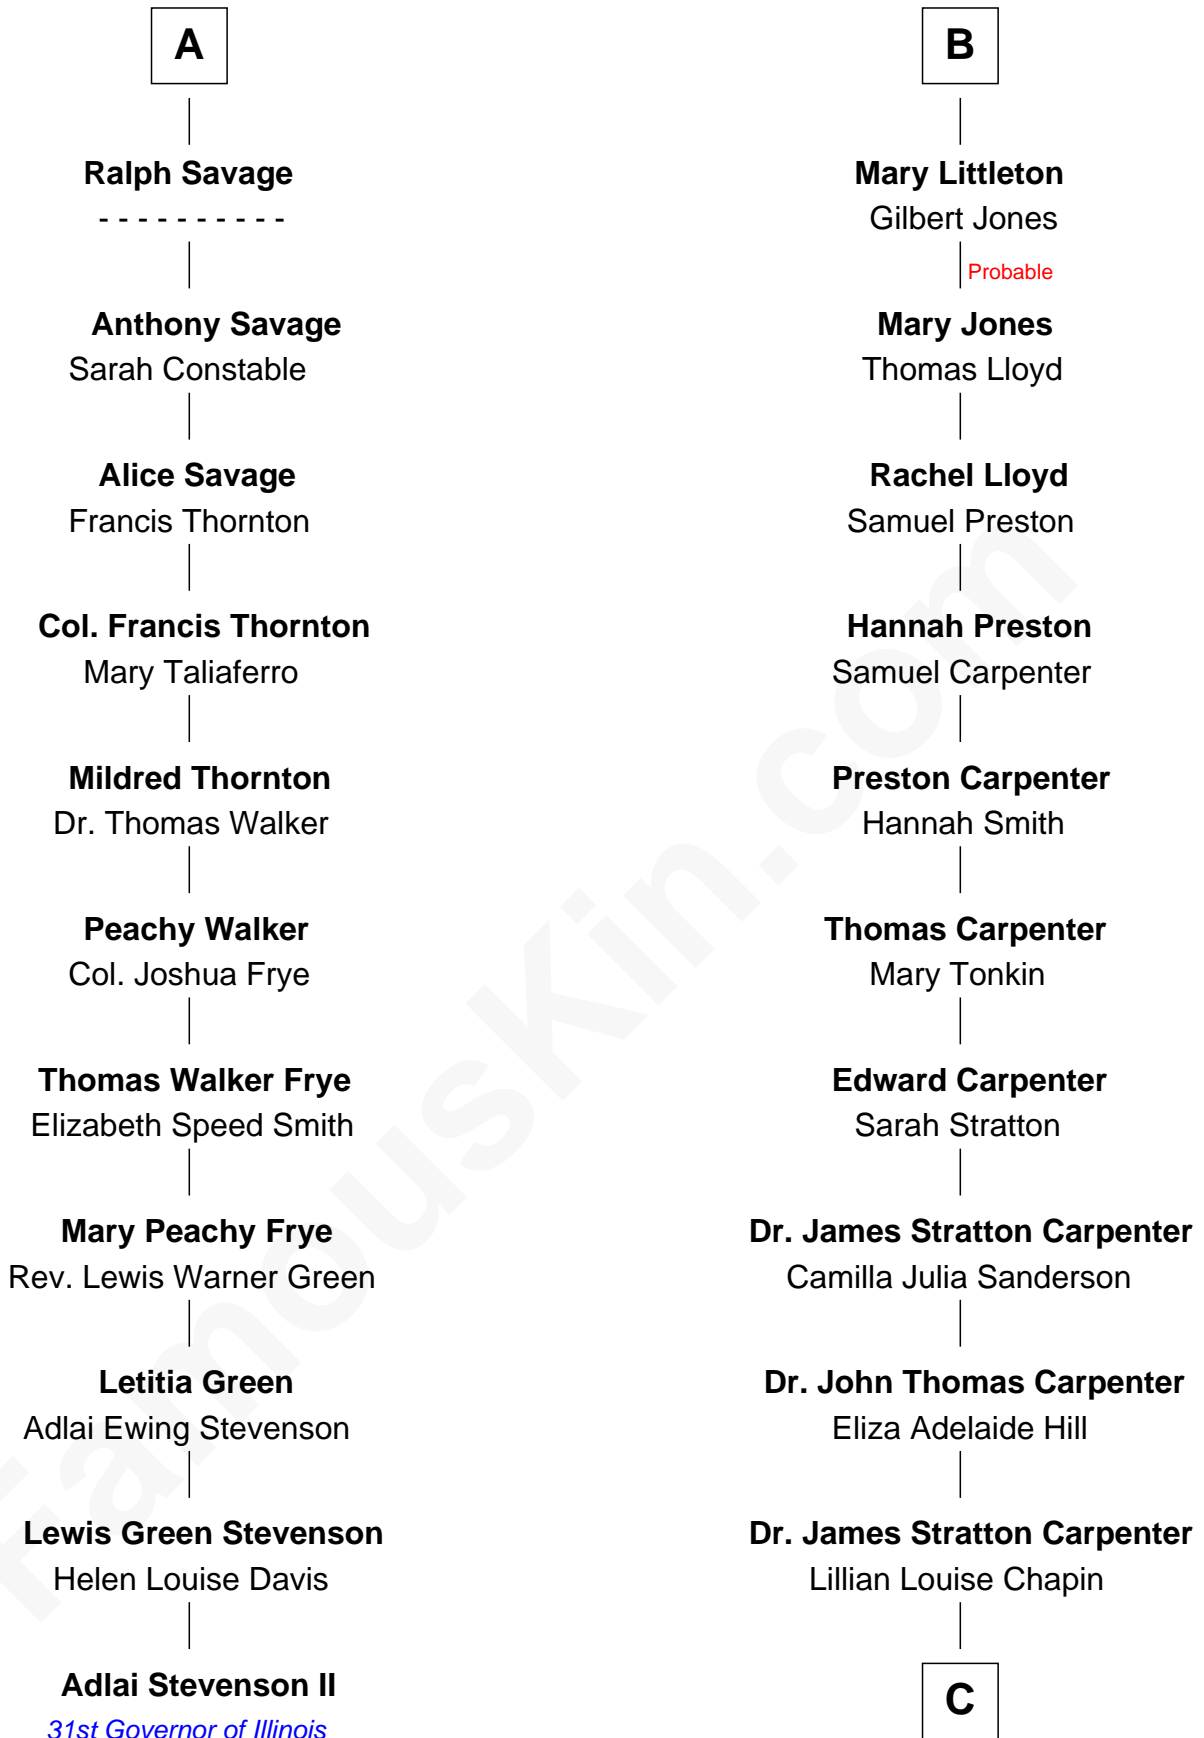 A
Ralph Savage
- - - - - - - - - -
Anthony Savage
Sarah Constable
Alice Savage
Francis Thornton
Col. Francis Thornton
Mary Taliaferro
Mildred Thornton
Dr. Thomas Walker
Peachy Walker
Col. Joshua Frye
Thomas Walker Frye
Elizabeth Speed Smith
Mary Peachy Frye
Rev. Lewis Warner Green
Letitia Green
Adlai Ewing Stevenson
Lewis Green Stevenson
Helen Louise Davis
Adlai Stevenson II
31st Governor of Illinois
B
Mary Littleton
Gilbert Jones
Probable
Mary Jones
Thomas Lloyd
Rachel Lloyd
Samuel Preston
Hannah Preston
Samuel Carpenter
Preston Carpenter
Hannah Smith
Thomas Carpenter
Mary Tonkin
Edward Carpenter
Sarah Stratton
Dr. James Stratton Carpenter
Camilla Julia Sanderson
Dr. John Thomas Carpenter
Eliza Adelaide Hill
Dr. James Stratton Carpenter
Lillian Louise Chapin
C
FamousKin.com